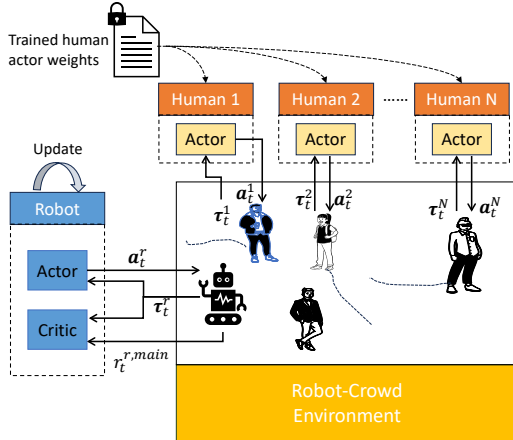 Trained human
actor weights
Human 1
Human 2
......
Human N
Actor
Actor
Actor
Update
Robot
Actor
Critic
τ_t^1
a_t^1
τ_t^2
a_t^2
τ_t^N
a_t^N
a_t^r
τ_t^r
r_t^{r,main}
Robot-Crowd
Environment